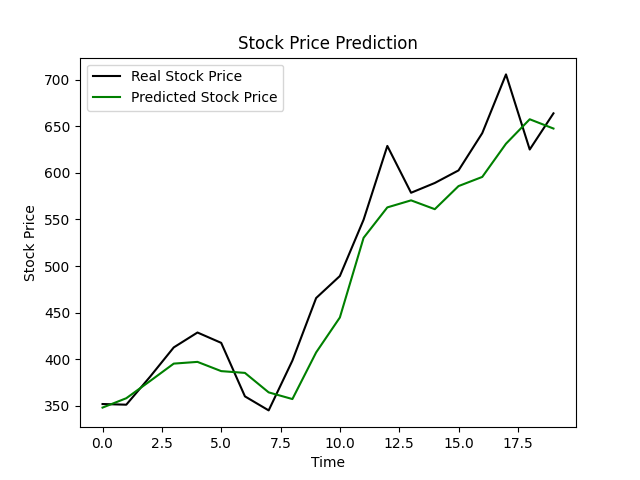 Stock Price Prediction
Real Stock Price
Predicted Stock Price
Stock Price
700
650
600
550
500
450
400
350
0.0 2.5 5.0 7.5 10.0 12.5 15.0 17.5
Time